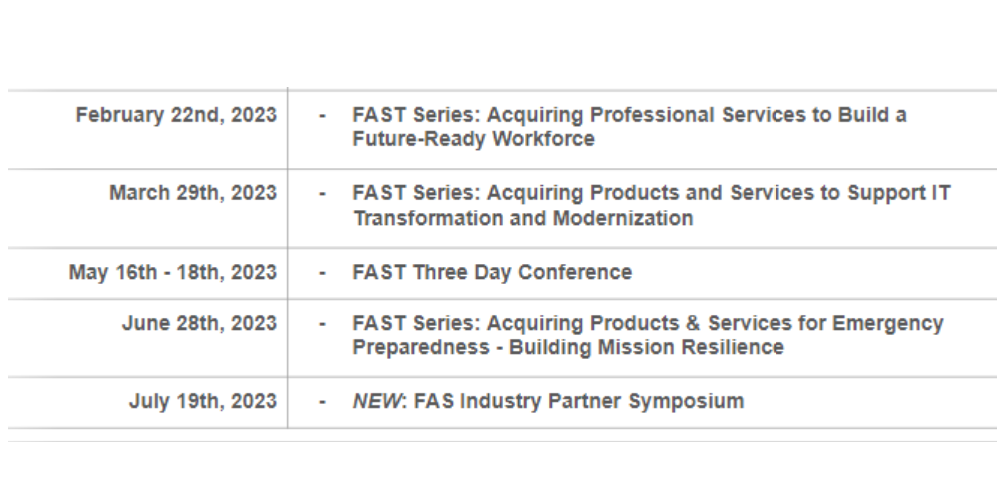 February 22nd, 2023 - FAST Series: Acquiring Professional Services to Build a
Future-Ready Workforce
March 29th, 2023 - FAST Series: Acquiring Products and Services to Support IT
Transformation and Modernization
May 16th - 18th, 2023 - FAST Three Day Conference
June 28th, 2023 - FAST Series: Acquiring Products & Services for Emergency
Preparedness - Building Mission Resilience
July 19th, 2023 - NEW: FAS Industry Partner Symposium